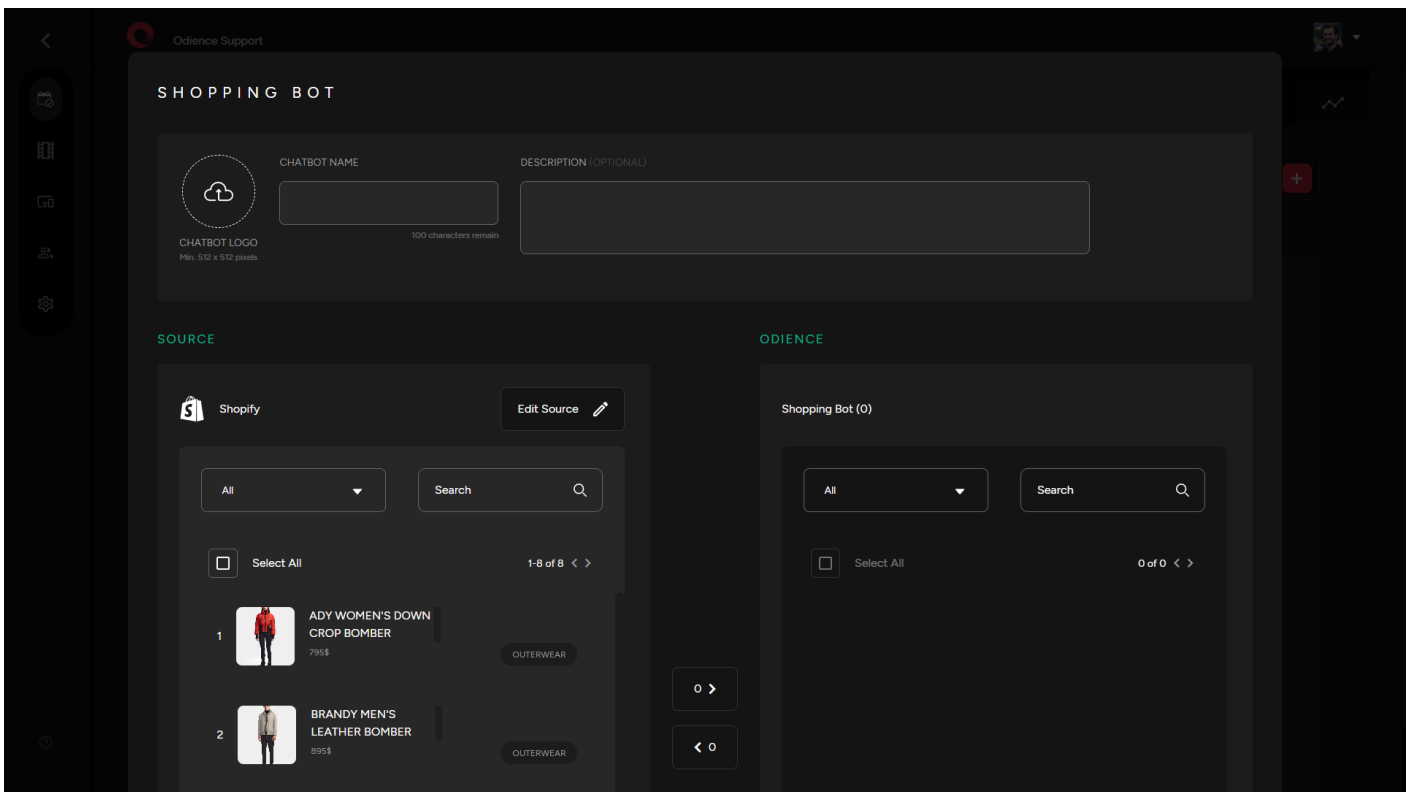 Odience Support
SHOPPING BOT
CHATBOT NAME
DESCRIPTION (OPTIONAL)
100 characters remain
CHATBOT LOGO
Min. 512 x 512 pixels
SOURCE
ODIENCE
Shopify
Edit Source
Shopping Bot (0)
All
Search
All
Search
Select All
1-8 of 8 < >
Select All
0 of 0 < >
1
ADY WOMEN'S DOWN
CROP BOMBER
795$
OUTERWEAR
0 >
2
BRANDY MEN'S
LEATHER BOMBER
895$
OUTERWEAR
< 0